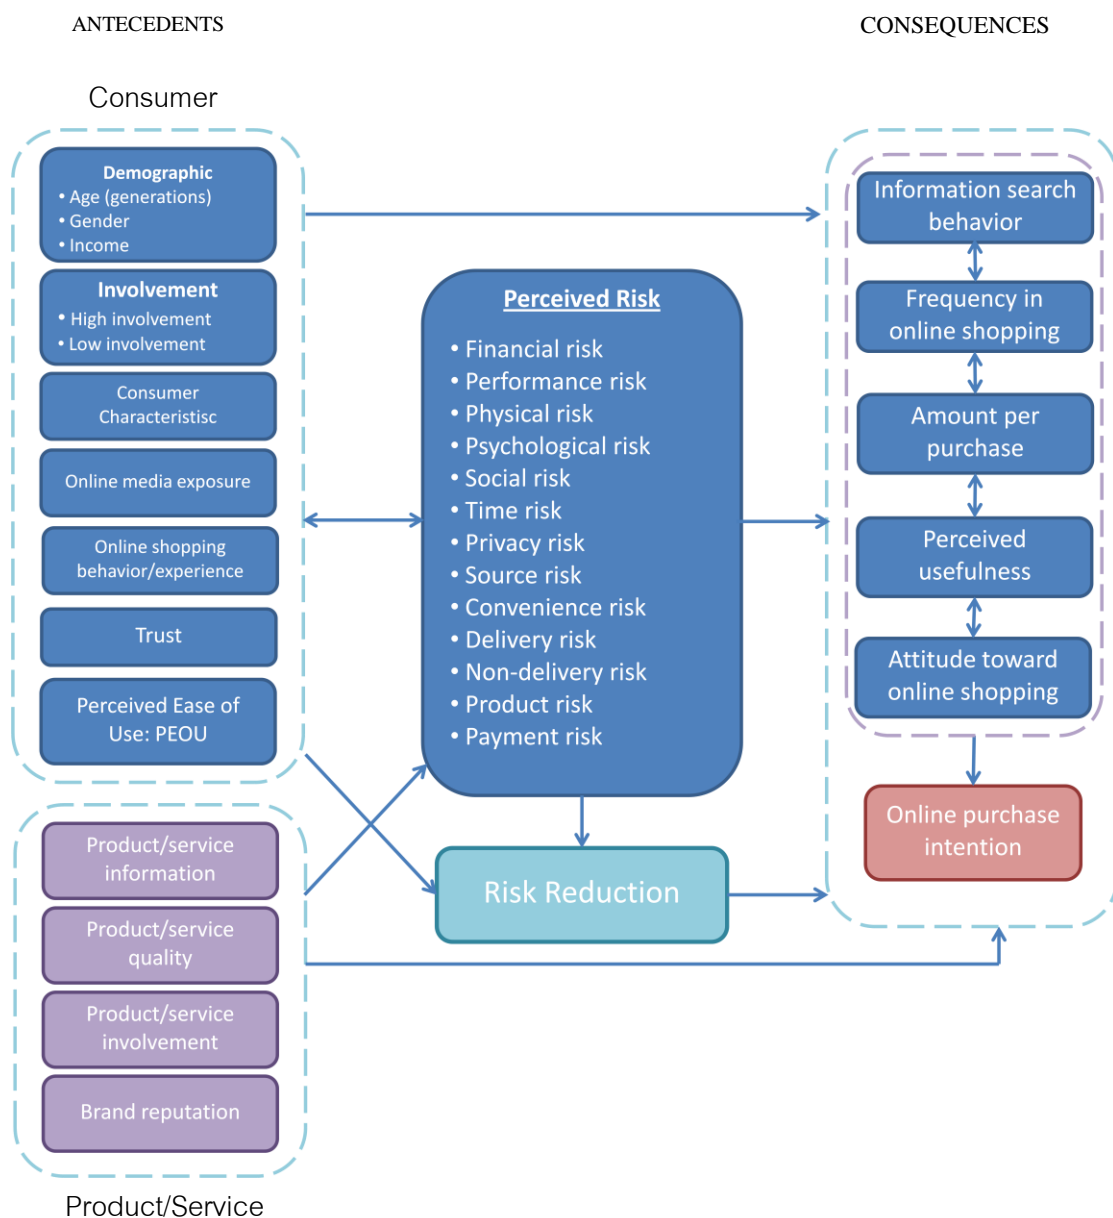 ANTECEDENTS
CONSEQUENCES
Consumer
Demographic
• Age (generations)
• Gender
• Income
Involvement
• High involvement
• Low involvement
Consumer
Characteristisc
Online media exposure
Online shopping
behavior/experience
Trust
Perceived Ease of
Use: PEOU
Product/service
information
Product/service
quality
Product/service
involvement
Brand reputation
Product/Service
Perceived Risk
• Financial risk
• Performance risk
• Physical risk
• Psychological risk
• Social risk
• Time risk
• Privacy risk
• Source risk
• Convenience risk
• Delivery risk
• Non-delivery risk
• Product risk
• Payment risk
Risk Reduction
Information search
behavior
Frequency in
online shopping
Amount per
purchase
Perceived
usefulness
Attitude toward
online shopping
Online purchase
intention